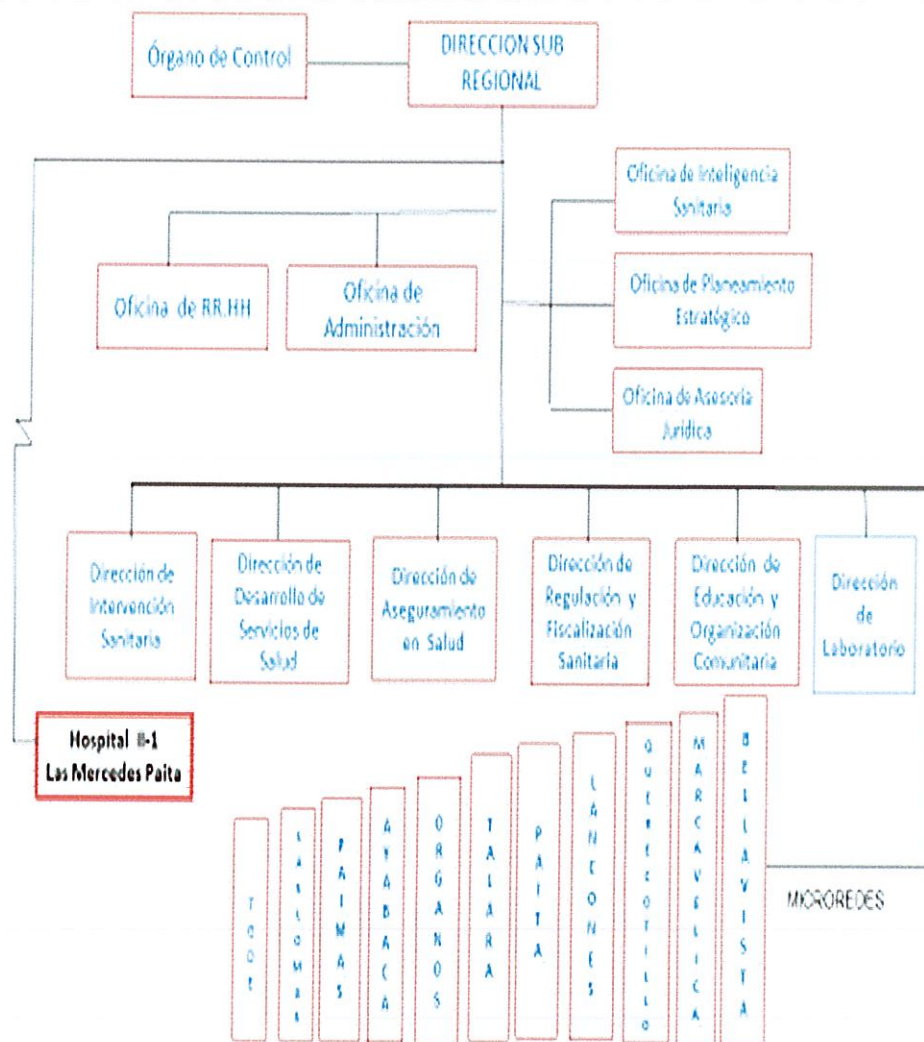 Órgano de Control
DIRECCION SUB
REGIONAL
Oficina de Inteligencia
Sanitaria
Oficina de RR.HH
Oficina de
Administración
Oficina de Planeamiento
Estratégico
Oficina de Asesoria
Jurídica
Dirección de
Intervención
Sanitaria
Dirección de
Desarrollo de
Servicios de
Salud
Dirección de
Aseguramiento
en Salud
Dirección de
Regulación y
Fiscalización
Sanitaria
Dirección de
Educación y
Organización
Comunitaria
Dirección
de
Laboratorio
Hospital II-1
Las Mercedes Paita
PAIMAS
AYABACA
ORGANOS
TALARA
PAITA
LANCONES
QUERECOTILLO
MARCAVELICA
BELLAVISTA
MICROREDES